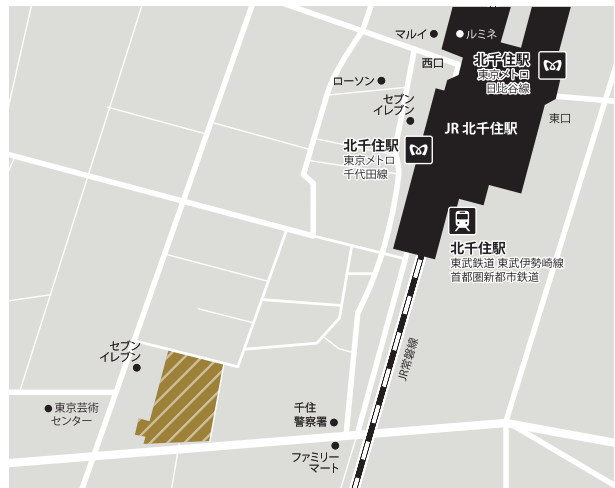 マルイ
ルミネ
西口
北千住駅
東京メトロ
日比谷線
ローソン
セブン
イレブン
東口
JR 北千住駅
北千住駅
東京メトロ
千代田線
北千住駅
東武鉄道 東武伊勢崎線
首都圏新都市鉄道
JR常磐線
セブン
イレブン
東京芸術
センター
千住
警察署
ファミリー
マート